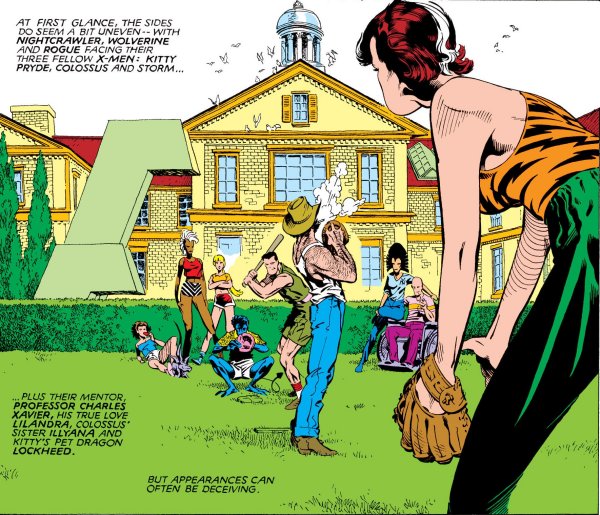 AT FIRST GLANCE, THE SIDES
DO SEEM A BIT UNEVEN--WITH
NIGHTCRAWLER, WOLVERINE
AND ROGUE FACING THEIR
THREE FELLOW X-MEN: KITTY
PRYDE, COLOSSUS AND STORM...
...PLUS THEIR MENTOR,
PROFESSOR CHARLES
XAVIER, HIS TRUE LOVE
LILANDRA, COLOSSUS'
SISTER ILLYANA AND
KITTY'S PET DRAGON
LOCKHEED.
BUT APPEARANCES CAN
OFTEN BE DECEIVING.